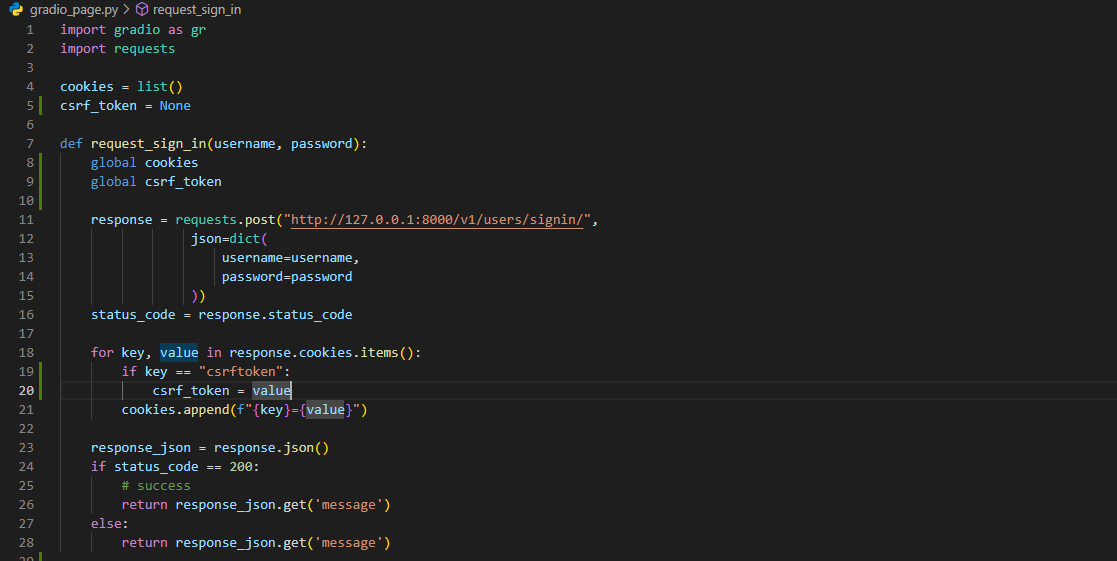 gradio_page.py > request_sign_in
1 import gradio as gr
2 import requests
3
4 cookies = list()
5 csrf_token = None
6
7 def request_sign_in(username, password):
8     global cookies
9     global csrf_token
10
11     response = requests.post("http://127.0.0.1:8000/v1/users/signin/",
12                  json=dict(
13                      username=username,
14                      password=password
15                  ))
16     status_code = response.status_code
17
18     for key, value in response.cookies.items():
19         if key == "csrftoken":
20             csrf_token = value
21         cookies.append(f"{key}={value}")
22
23     response_json = response.json()
24     if status_code == 200:
25         # success
26         return response_json.get('message')
27     else:
28         return response_json.get('message')